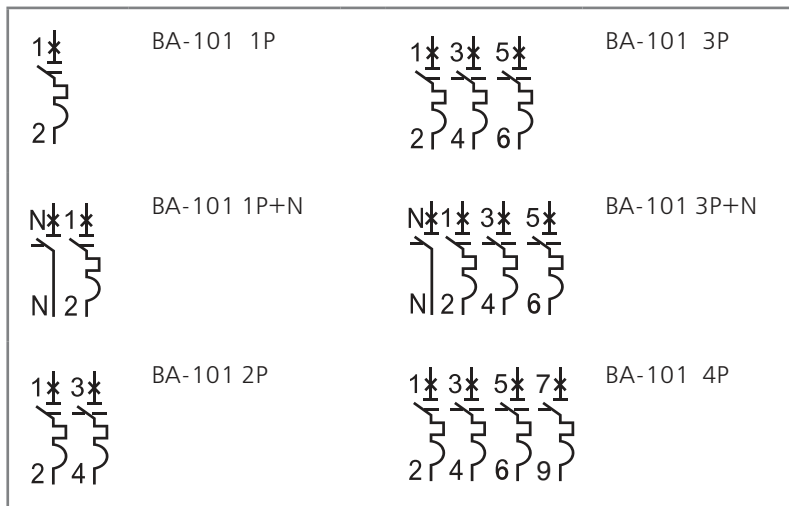 1 BA-101 1P
2
1 3 5 BA-101 3P
2 4 6
N 1 BA-101 1P+N
N 2
N 1 3 5 BA-101 3P+N
N 2 4 6
1 3 BA-101 2P
2 4
1 3 5 7 BA-101 4P
2 4 6 9